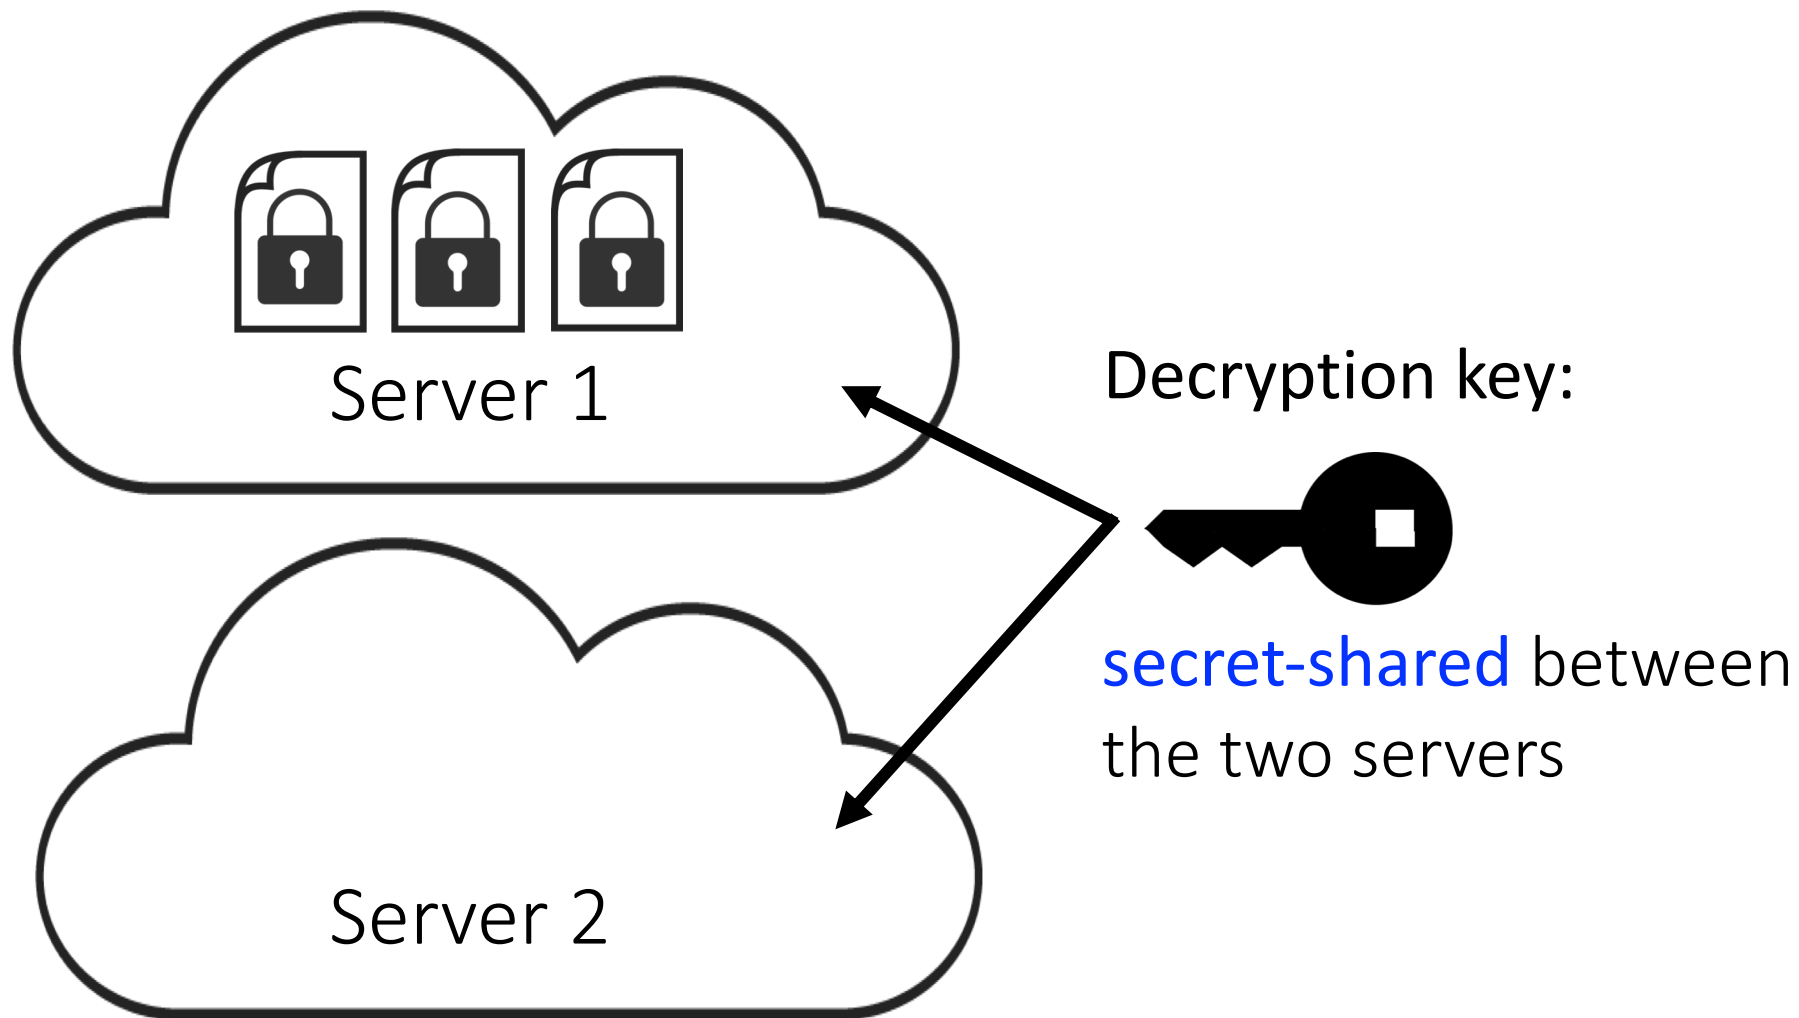 Server 1
Decryption key:
secret-shared between
the two servers
Server 2